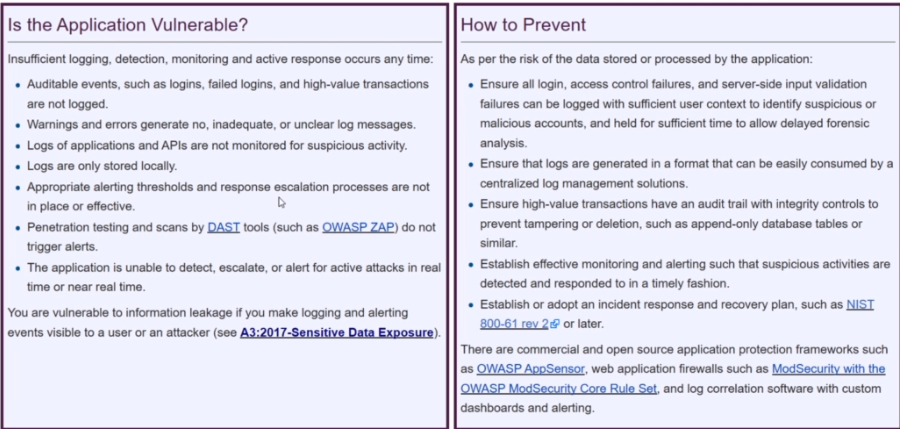 Is the Application Vulnerable?
Insufficient logging, detection, monitoring and active response occurs any time:
• Auditable events, such as logins, failed logins, and high-value transactions
are not logged.
• Warnings and errors generate no, inadequate, or unclear log messages.
• Logs of applications and APIs are not monitored for suspicious activity.
• Logs are only stored locally.
• Appropriate alerting thresholds and response escalation processes are not
in place or effective.
• Penetration testing and scans by DAST tools (such as OWASP ZAP) do not
trigger alerts.
• The application is unable to detect, escalate, or alert for active attacks in real
time or near real time.
You are vulnerable to information leakage if you make logging and alerting
events visible to a user or an attacker (see A3:2017-Sensitive Data Exposure).
How to Prevent
As per the risk of the data stored or processed by the application:
• Ensure all login, access control failures, and server-side input validation
failures can be logged with sufficient user context to identify suspicious or
malicious accounts, and held for sufficient time to allow delayed forensic
analysis.
• Ensure that logs are generated in a format that can be easily consumed by a
centralized log management solutions.
• Ensure high-value transactions have an audit trail with integrity controls to
prevent tampering or deletion, such as append-only database tables or
similar.
• Establish effective monitoring and alerting such that suspicious activities are
detected and responded to in a timely fashion.
• Establish or adopt an incident response and recovery plan, such as NIST
800-61 rev 2 or later.
There are commercial and open source application protection frameworks such
as OWASP AppSensor, web application firewalls such as ModSecurity with the
OWASP ModSecurity Core Rule Set, and log correlation software with custom
dashboards and alerting.